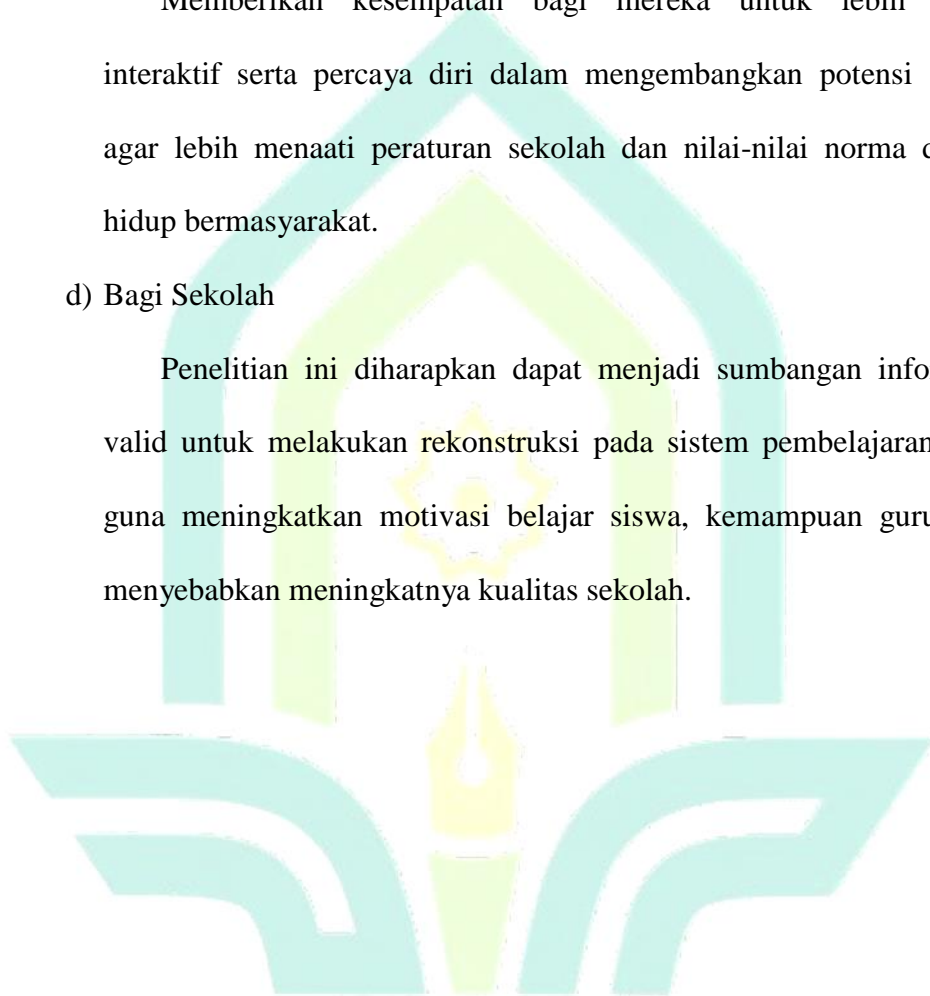 Memberikan kesempatan bagi mereka untuk lebih
interaktif serta percaya diri dalam mengembangkan potensi
agar lebih menaati peraturan sekolah dan nilai-nilai norma
hidup bermasyarakat.
d) Bagi Sekolah
Penelitian ini diharapkan dapat menjadi sumbangan
valid untuk melakukan rekonstruksi pada sistem pembelajaran
guna meningkatkan motivasi belajar siswa, kemampuan guru
menyebabkan meningkatnya kualitas sekolah.